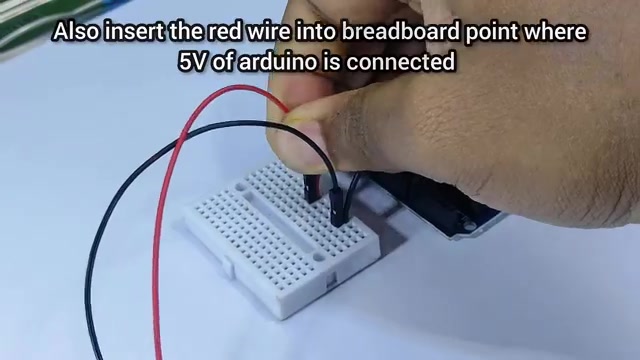 Also insert the red wire into breadboard point where
5V of arduino is connected